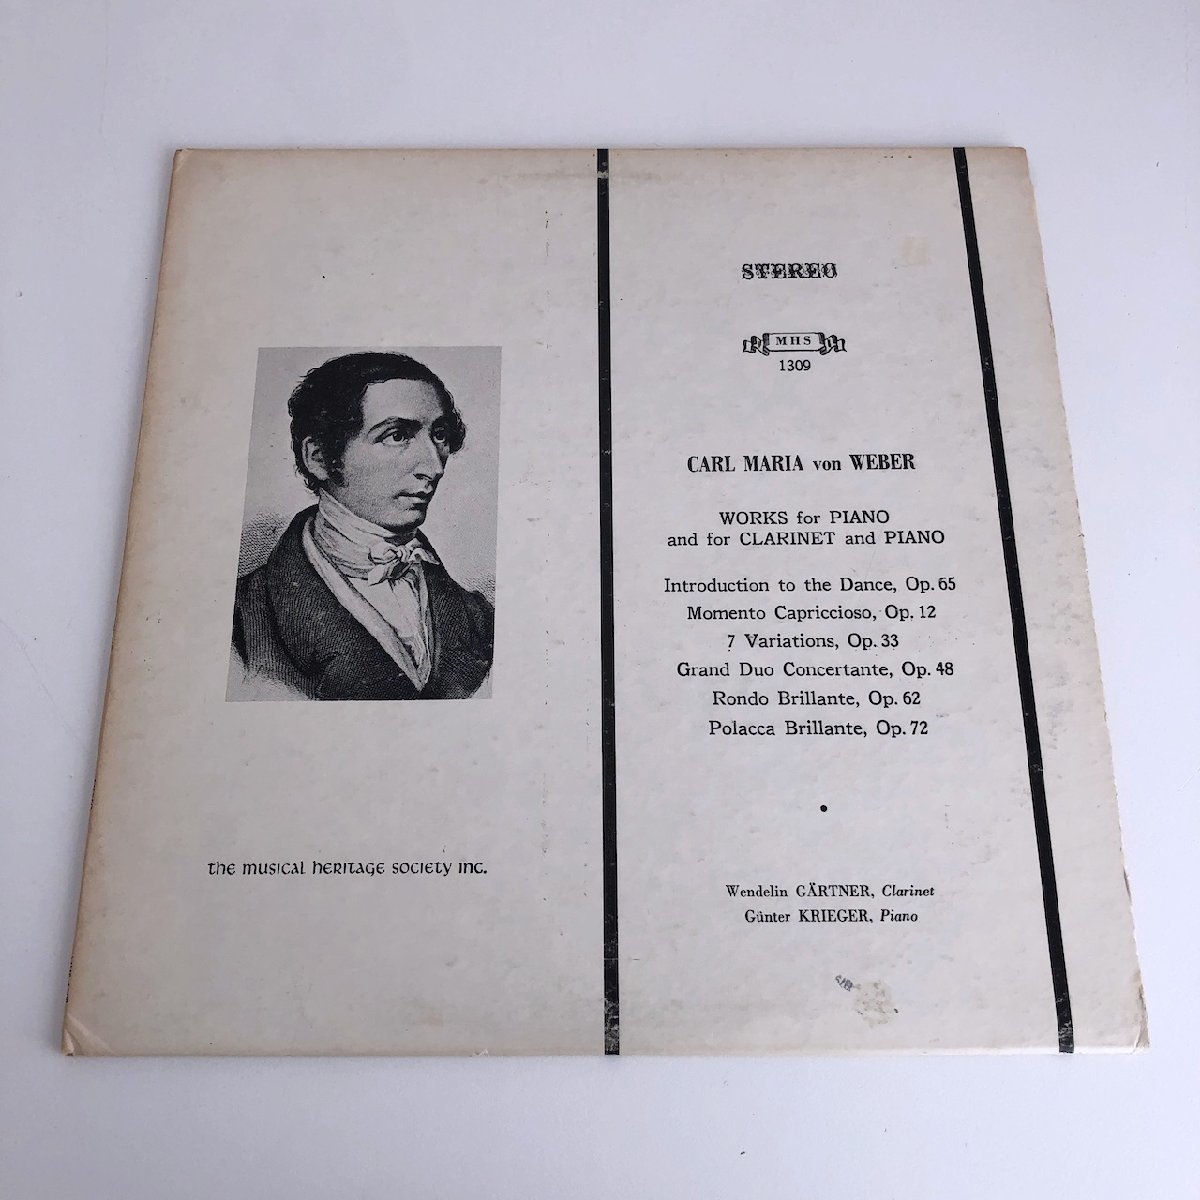 STEREO
MHS
1309
CARL MARIA von WEBER
WORKS for PIANO
and for CLARINET and PIANO
Introduction to the Dance, Op. 65
Momento Capriccioso, Op. 12
7 Variations, Op. 33
Grand Duo Concertante, Op. 48
Rondo Brillante, Op. 62
Polacca Brillante, Op. 72
•
Wendelin GÄRTNER, Clarinet
Günter KRIEGER, Piano
the musical heritage society inc.